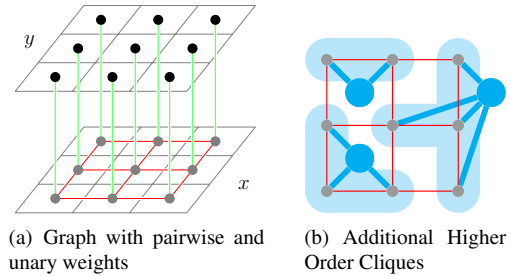 y
x
(a) Graph with pairwise and
unary weights
(b) Additional Higher
Order Cliques